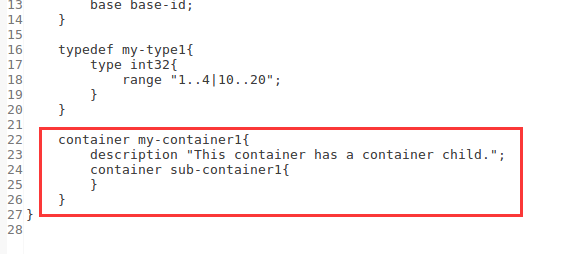 13 base base-id;
14 }
15
16 typedef my-type1{
17 type int32{
18 range "1..4|10..20";
19 }
20 }
21
22 container my-container1{
23 description "This container has a container child.";
24 container sub-container1{
25 }
26 }
27 }
28